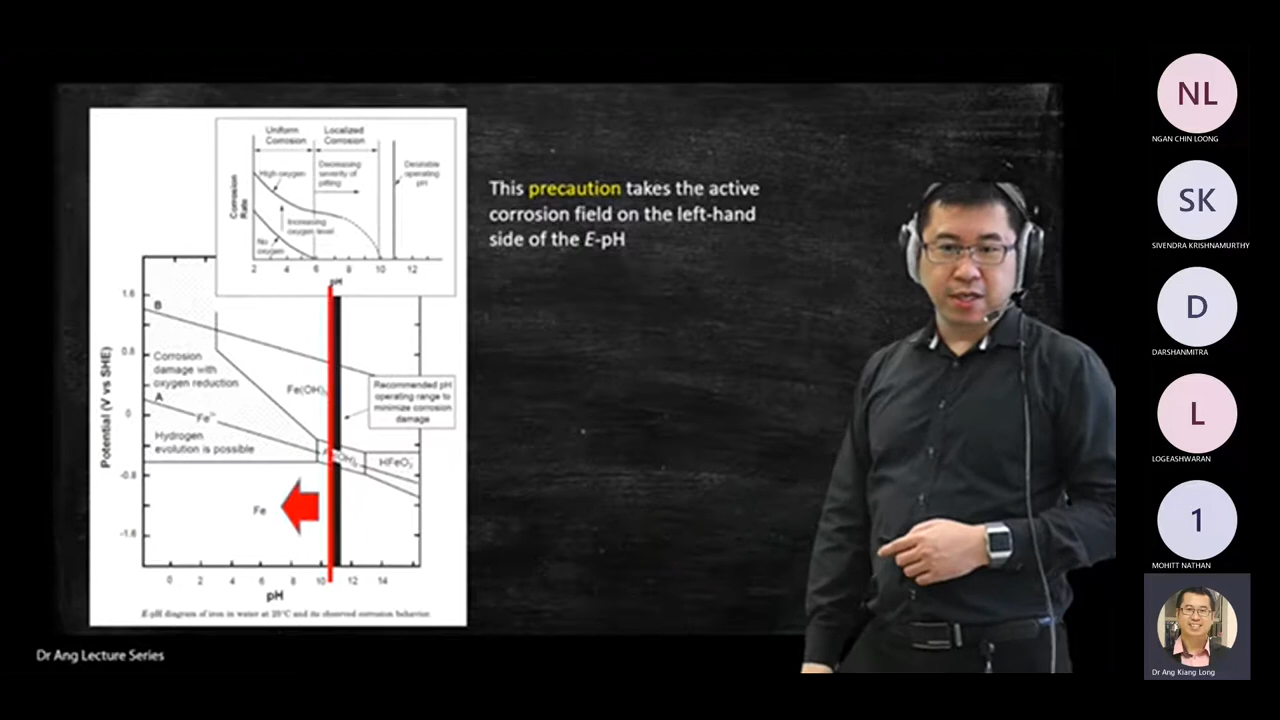 This precaution takes the active
corrosion field on the left-hand
side of the E-pH
Uniform
Corrosion
Localized
Corrosion
High oxygen
Decreasing
severity of
pitting
Desirable
operating
pH
Corrosion
Rate
Increasing
oxygen level
No
oxygen
2 4 6 8 10 12
pH
1.6
B
0.8
Corrosion
damage with
oxygen reduction
Fe(OH)
Recommended pH
operating range to
minimize corrosion
damage
A
0
Potential (V vs SHE)
Hydrogen
evolution is possible
-0.8
Fe
-1.6
0 2 4 6 8 10 12 14
pH
E-pH diagram of iron in water at 25°C and its observed corrosion behavior.
Dr Ang Lecture Series
NL
NGAN CHIN LOONG
SK
SIVENDRA KRISHNAMURTHY
D
DARSHANMITRA
L
LOGEASHWARAN
1
MOHITT NATHAN
Dr Ang Kiang Long